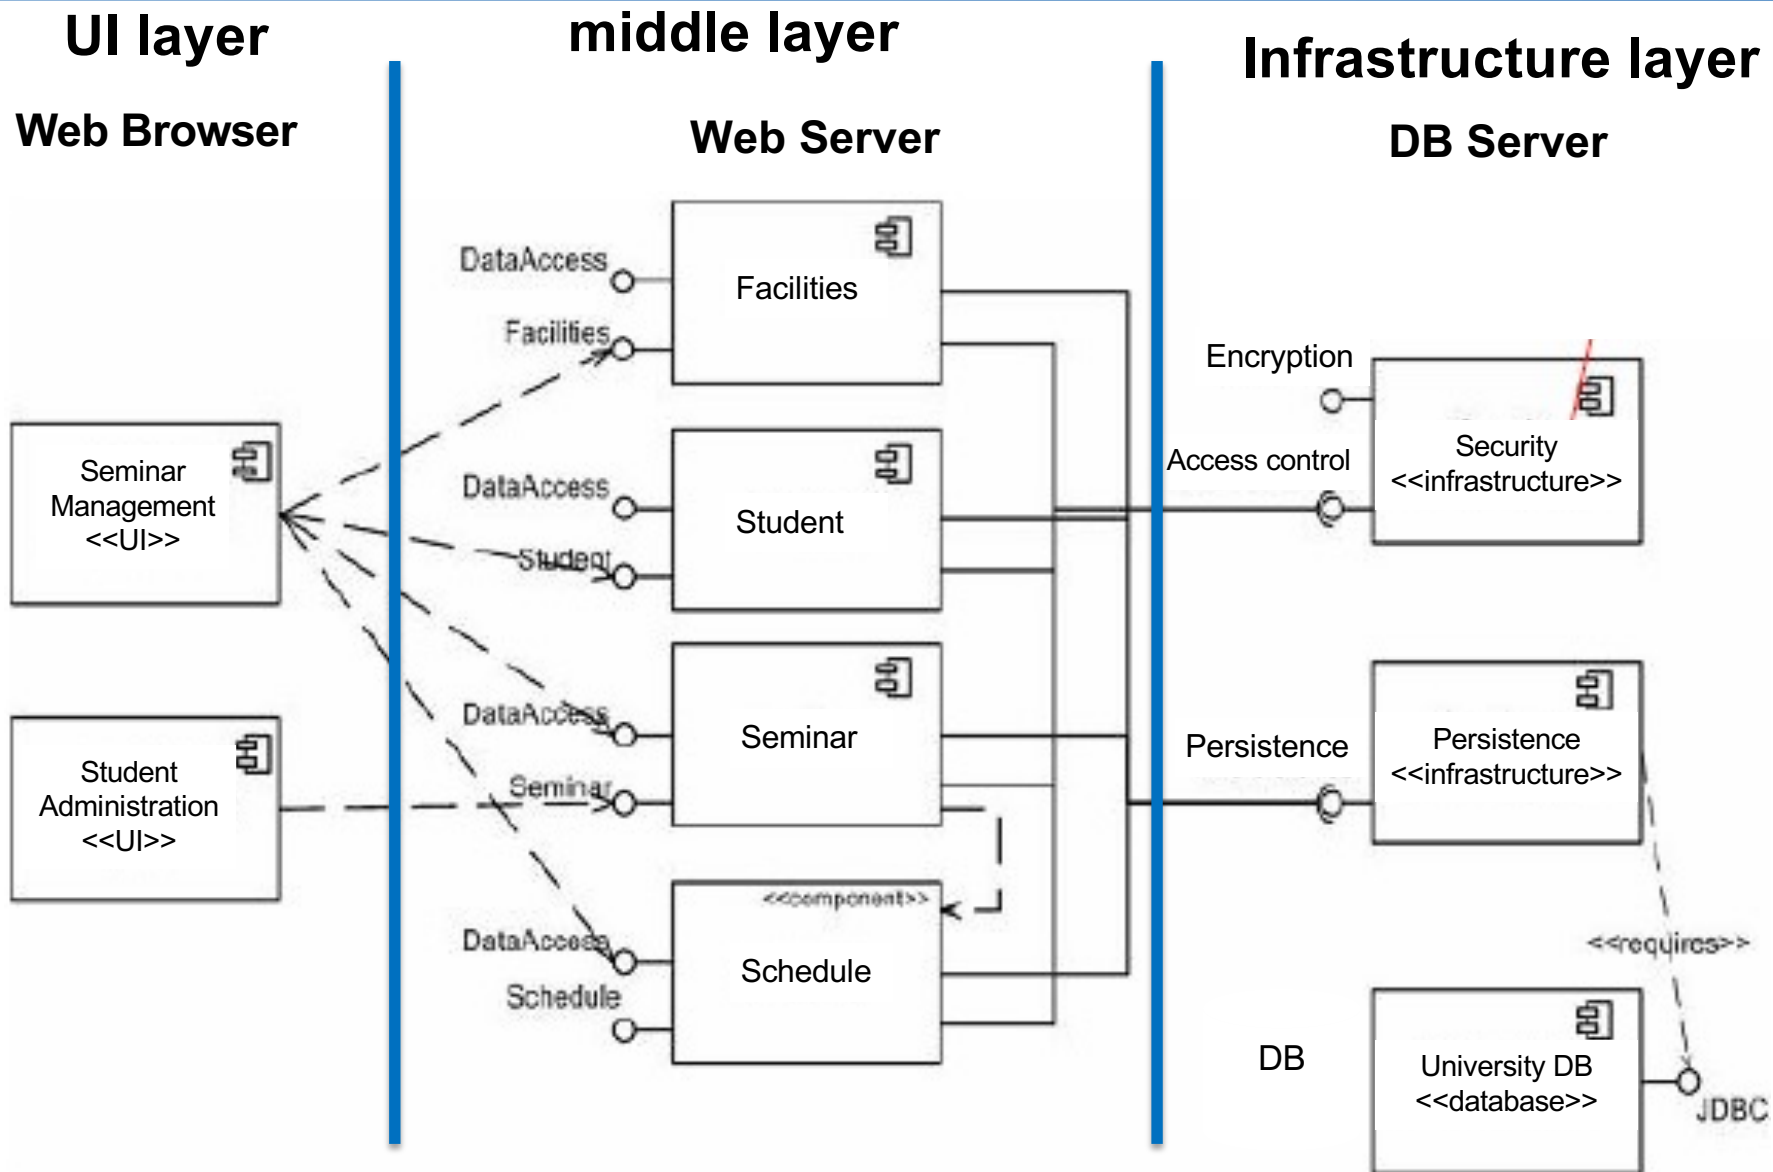 UI layer
middle layer
Infrastructure layer
Web Browser
Web Server
DB Server
DataAccess
Facilities
Facilities
Encryption
Access control
Security
<<infrastructure>>
Seminar
Management
<<UI>>
DataAccess
Student
Student
DataAccess
Seminar
Seminar
Persistence
Persistence
<<infrastructure>>
Student
Administration
<<UI>>
<<component>>
DataAccess
Schedule
Schedule
<<requires>>
DB
University DB
<<database>>
JDBC